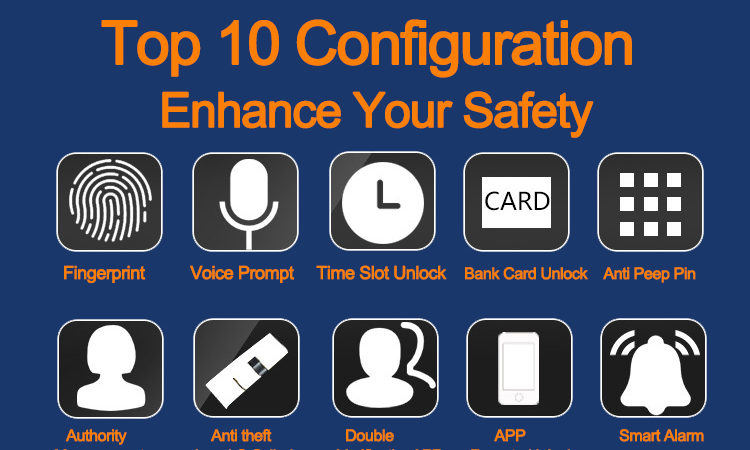 Top 10 Configuration
Enhance Your Safety
CARD
Fingerprint
Voice Prompt
Time Slot Unlock
Bank Card Unlock
Anti Peep Pin
Authority
Anti theft
Double
APP
Smart Alarm